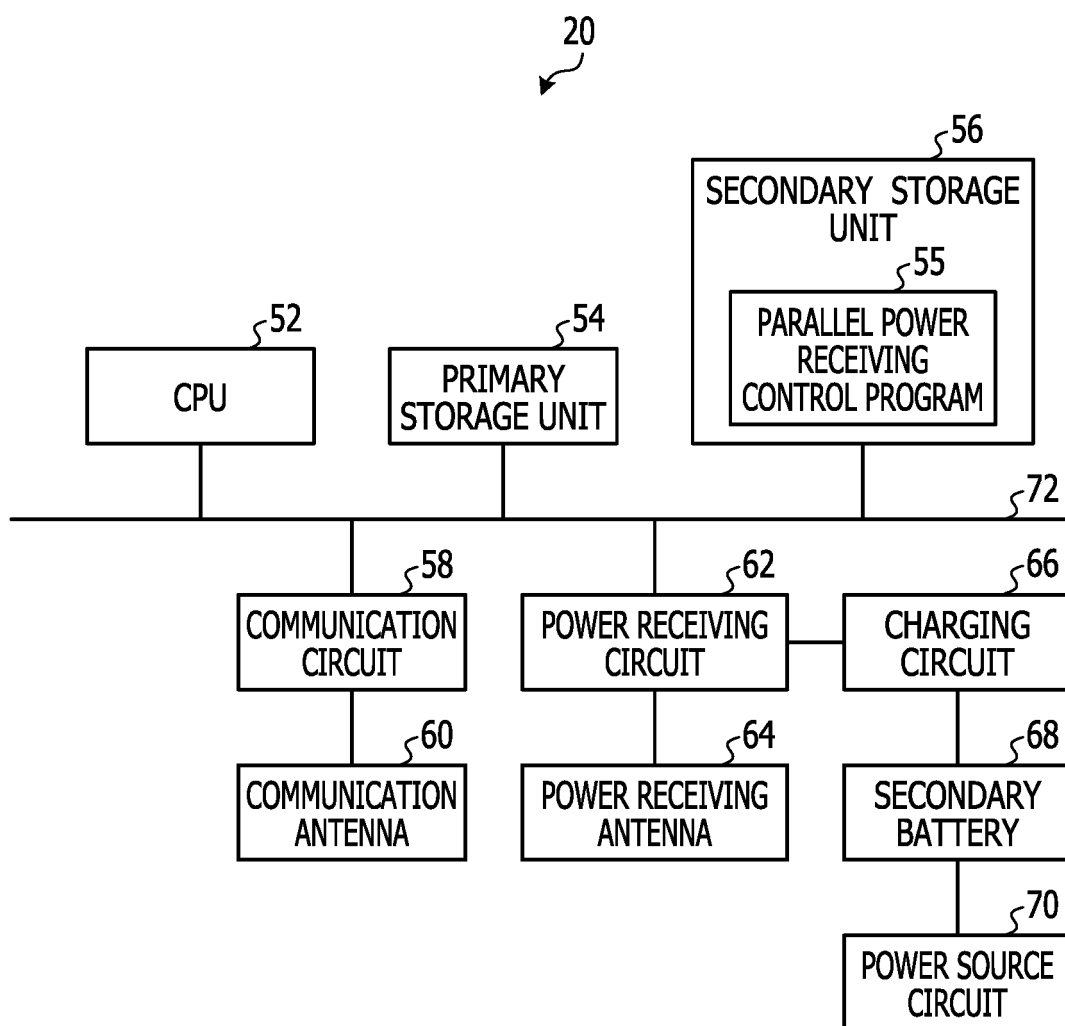 20
56
SECONDARY STORAGE
UNIT
55
PARALLEL POWER
RECEIVING
CONTROL PROGRAM
52
CPU
54
PRIMARY
STORAGE UNIT
72
58
COMMUNICATION
CIRCUIT
62
POWER RECEIVING
CIRCUIT
66
CHARGING
CIRCUIT
60
COMMUNICATION
ANTENNA
64
POWER RECEIVING
ANTENNA
68
SECONDARY
BATTERY
70
POWER SOURCE
CIRCUIT